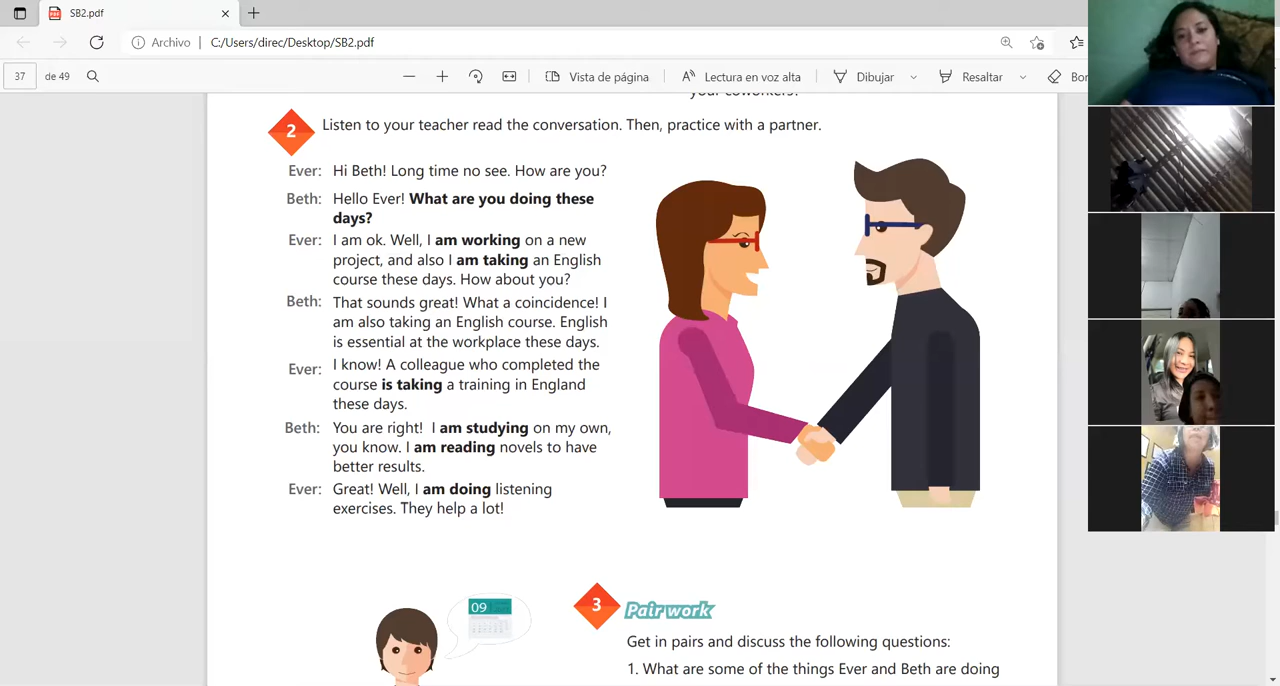 SB2.pdf
Archivo
C:/Users/direc/Desktop/SB2.pdf
37
de 49
Vista de página
Lectura en voz alta
Dibujar
Resaltar
Bor
your coworkers?
2
Listen to your teacher read the conversation. Then, practice with a partner.
Ever: Hi Beth! Long time no see. How are you?
Beth: Hello Ever! What are you doing these
days?
Ever: I am ok. Well, I am working on a new
project, and also I am taking an English
course these days. How about you?
Beth: That sounds great! What a coincidence! I
am also taking an English course. English
is essential at the workplace these days.
Ever: I know! A colleague who completed the
course is taking a training in England
these days.
Beth: You are right! I am studying on my own,
you know. I am reading novels to have
better results.
Ever: Great! Well, I am doing listening
exercises. They help a lot!
09
3
Pair work
Get in pairs and discuss the following questions:
1. What are some of the things Ever and Beth are doing